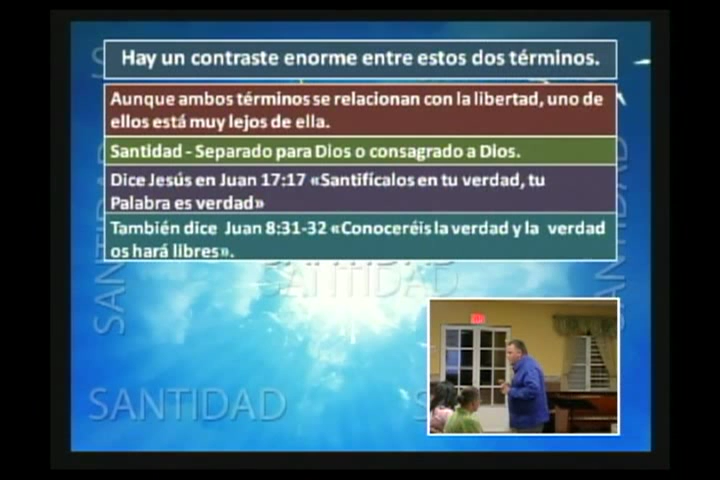 Hay un contraste enorme entre estos dos términos.
Aunque ambos términos se relacionan con la libertad, uno de
ellos está muy lejos de ella.
Santidad - Separado para Dios o consagrado a Dios.
Dice Jesús en Juan 17:17 «Santifícalos en tu verdad, tu
Palabra es verdad»
También dice Juan 8:31-32 «Conoceréis la verdad y la verdad
os hará libres».
SANTIDAD
SANTIDAD
SANTIDAD